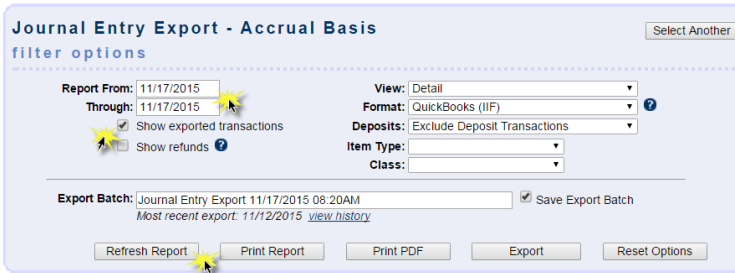 Journal Entry Export - Accrual Basis
Select Another
filter options
Report From: 11/17/2015 View: Detail
Through: 11/17/2015 Format: QuickBooks (IIF) ?
Show exported transactions Deposits: Exclude Deposit Transactions
Show refunds ? Item Type:
Class:
Export Batch: Journal Entry Export 11/17/2015 08:20AM Save Export Batch
Most recent export: 11/12/2015 view history
Refresh Report Print Report Print PDF Export Reset Options